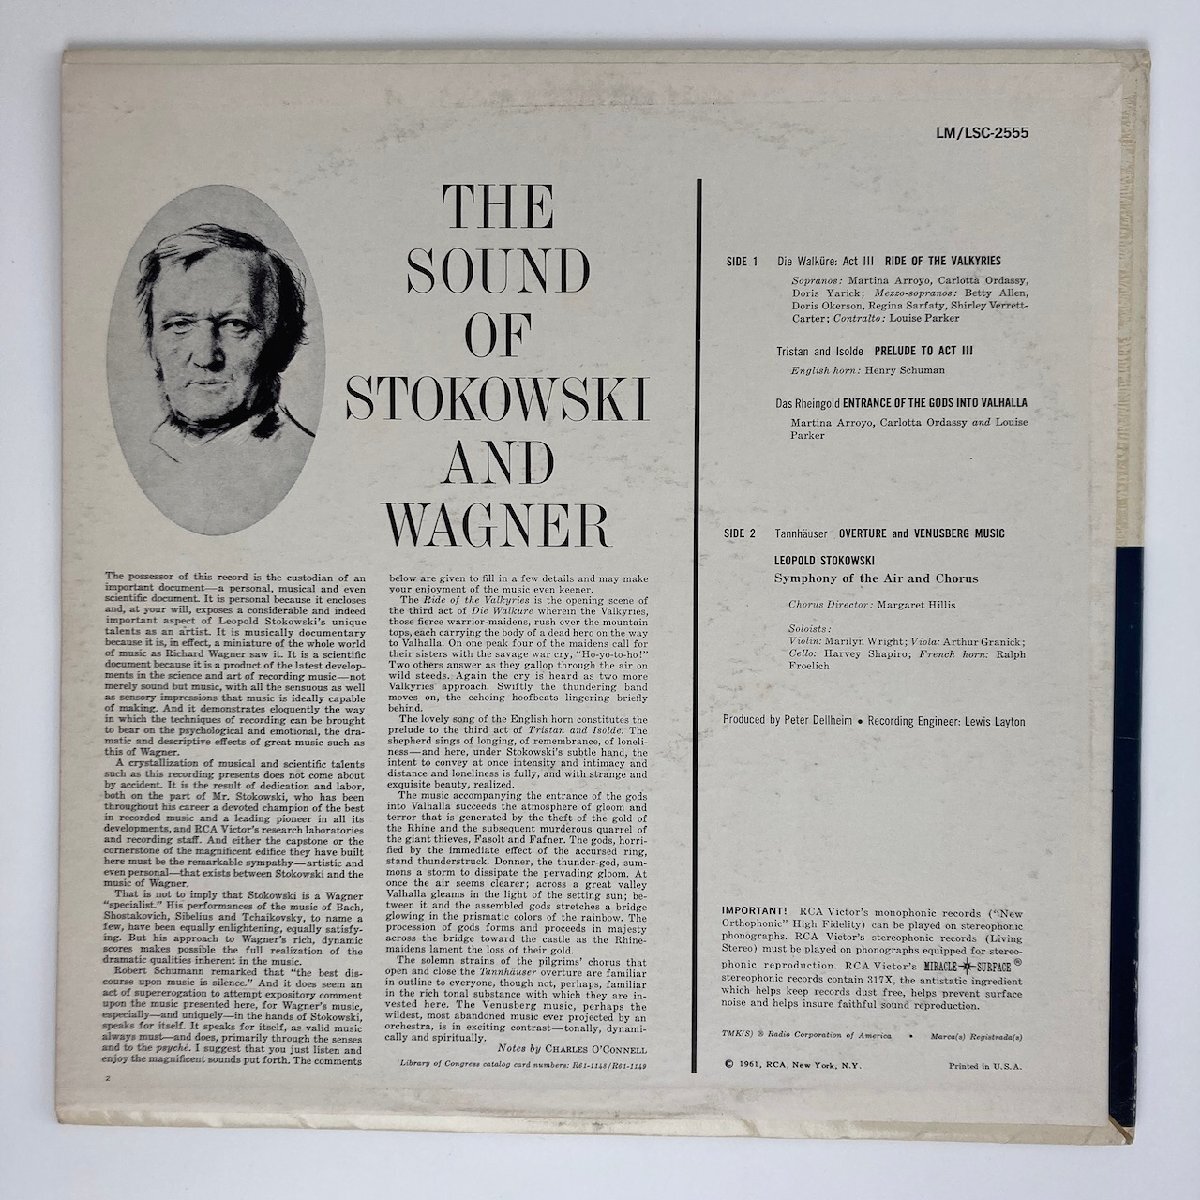 LM/LSC-2555
THE
SOUND
OF
STOKOWSKI
AND
WAGNER
The possessor of this record is the custodian of an
important document—a personal, musical and even
scientific document. It is personal because it encloses
and, at your will, exposes a considerable and indeed
important aspect of Leopold Stokowski's unique
talents as an artist. It is musically documentary
because it is, in effect, a miniature of the whole world
of music as Richard Wagner saw it. It is a scientific
document because it is a product of the latest develop-
ments in the science and art of recording music—not
merely sound but music, with all the sensuous as well
as sensory impressions that music is ideally capable
of making. And it demonstrates eloquently the way
in which the techniques of recording can be brought
to bear on the psychological and emotional, the dra-
matic and descriptive effects of great music such as
this of Wagner.
A crystallization of musical and scientific talents
such as this recording presents does not come about
by accident. It is the result of dedication and labor,
both on the part of Mr. Stokowski, who has been
throughout his career a devoted champion of the best
in recorded music and a leading pioneer in all its
developments, and RCA Victor's research laboratories
and recording staff. And either the capstone or the
cornerstone of the magnificent edifice they have built
here must be the remarkable sympathy—artistic and
even personal—that exists between Stokowski and the
music of Wagner.
That is not to imply that Stokowski is a Wagner
"specialist." His performances of the music of Bach,
Shostakovich, Sibelius and Tchaikovsky, to name a
few, have been equally enlightening, equally satisfy-
ing. But his approach to Wagner's rich, dynamic
scores makes possible the full realization of the
dramatic qualities inherent in the music.
Robert Schumann remarked that "the best dis-
course upon music is silence." And it does seem an
act of supererogation to attempt expository comment
upon the music presented here, for Wagner's music,
especially—and uniquely—in the hands of Stokowski,
speaks for itself. It speaks for itself, as valid music
always must—and does, primarily through the senses
and to the psyché. I suggest that you just listen and
enjoy the magnificent sounds put forth. The comments
2
below are given to fill in a few details and may make
your enjoyment of the music even keener.
The Ride of the Valkyries is the opening scene of
the third act of Die Walküre wherein the Valkyries,
those fierce warrior-maidens, rush over the mountain
tops, each carrying the body of a dead hero on the way
to Valhalla. On one peak four of the maidens call for
their sisters with the savage war cry, "Ho-yo-to-ho!"
Two others answer as they gallop through the air on
wild steeds. Again the cry is heard as two more
Valkyries approach. Swiftly the thundering band
moves on, the echoing hoofbeats lingering briefly
behind.
The lovely song of the English horn constitutes the
prelude to the third act of Tristan and Isolde. The
shepherd sings of longing, of remembrance, of loneli-
ness—and here, under Stokowski's subtle hand, the
intent to convey at once intensity and intimacy and
distance and loneliness is fully, and with strange and
exquisite beauty, realized.
The music accompanying the entrance of the gods
into Valhalla succeeds the atmosphere of gloom and
terror that is generated by the theft of the gold of
the Rhine and the subsequent murderous quarrel of
the giant thieves, Fasolt and Fafner. The gods, horri-
fied by the immediate effect of the accursed ring,
stand thunderstruck. Donner, the thunder-god, sum-
mons a storm to dissipate the pervading gloom. At
once the air seems clearer; across a great valley
Valhalla gleams in the light of the setting sun; be-
tween it and the assembled gods stretches a bridge
glowing in the prismatic colors of the rainbow. The
procession of gods forms and proceeds in majesty
across the bridge toward the castle as the Rhine-
maidens lament the loss of their gold.
The solemn strains of the pilgrims' chorus that
open and close the Tannhäuser overture are familiar
in outline to everyone, though not, perhaps, familiar
in the rich tonal substance with which they are in-
vested here. The Venusberg music, perhaps the
wildest, most abandoned music ever projected by an
orchestra, is in exciting contrast—tonally, dynami-
cally and spiritually.
Notes by CHARLES O'CONNELL
Library of Congress catalog card numbers: R61-1148/R61-1149
SIDE 1 Die Walküre: Act III RIDE OF THE VALKYRIES
Sopranos: Martina Arroyo, Carlotta Ordassy,
Doris Yarick; Mezzo-sopranos: Betty Allen,
Doris Okerson, Regina Sarfaty, Shirley Verrett-
Carter; Contralto: Louise Parker
Tristan and Isolde PRELUDE TO ACT III
English horn: Henry Schuman
Das Rheingold ENTRANCE OF THE GODS INTO VALHALLA
Martina Arroyo, Carlotta Ordassy and Louise
Parker
SIDE 2 Tannhäuser OVERTURE and VENUSBERG MUSIC
LEOPOLD STOKOWSKI
Symphony of the Air and Chorus
Chorus Director: Margaret Hillis
Soloists:
Violin: Marilyn Wright; Viola: Arthur Granick;
Cello: Harvey Shapiro; French horn: Ralph
Froelich
Produced by Peter Dellheim • Recording Engineer: Lewis Layton
IMPORTANT! RCA Victor's monophonic records ("New
Orthophonic" High Fidelity) can be played on stereophonic
phonographs. RCA Victor's stereophonic records (Living
Stereo) must be played on phonographs equipped for stereo-
phonic reproduction. RCA Victor's MIRACLE SURFACE®
stereophonic records contain 317X, the antistatic ingredient
which helps keep records dust free, helps prevent surface
noise and helps insure faithful sound reproduction.
TMK(S) ® Radio Corporation of America • Marca(s) Registrada(s)
© 1961, RCA, New York, N.Y. Printed in U.S.A.